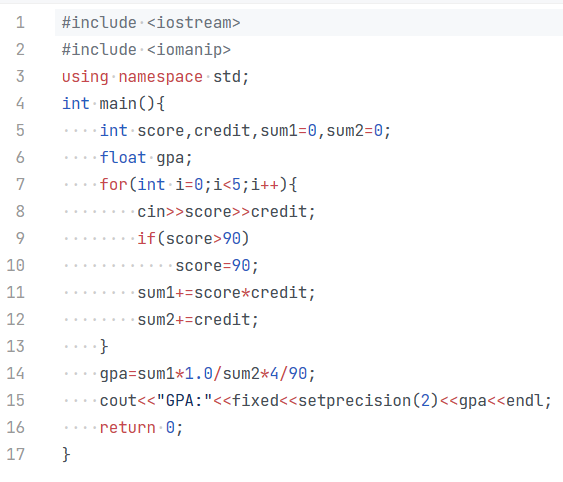 1 #include <iostream>
2 #include <iomanip>
3 using namespace std;
4 int main(){
5     int score,credit,sum1=0,sum2=0;
6     float gpa;
7     for(int i=0;i<5;i++){
8         cin>>score>>credit;
9         if(score>90)
10             score=90;
11         sum1+=score*credit;
12         sum2+=credit;
13     }
14     gpa=sum1*1.0/sum2*4/90;
15     cout<<"GPA:"<<fixed<<setprecision(2)<<gpa<<endl;
16     return 0;
17 }